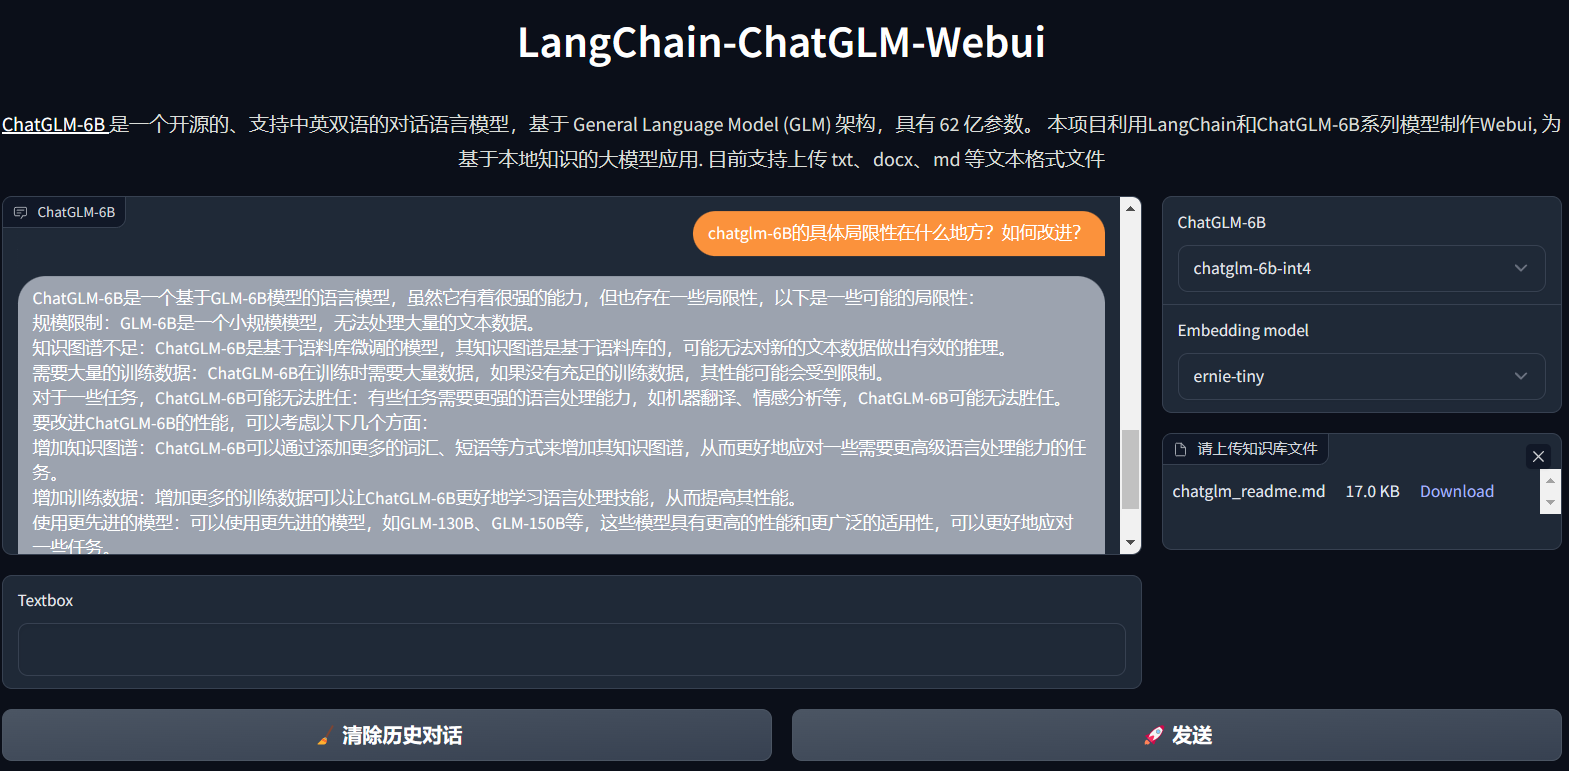 LangChain-ChatGLM-Webui
ChatGLM-6B 是一个开源的、支持中英双语的对话语言模型，基于 General Language Model (GLM) 架构，具有 62 亿参数。 本项目利用LangChain和ChatGLM-6B系列模型制作Webui, 为
基于本地知识的大模型应用. 目前支持上传 txt、docx、md 等文本格式文件
ChatGLM-6B
chatglm-6B的具体局限性在什么地方？如何改进？
ChatGLM-6B是一个基于GLM-6B模型的语言模型，虽然它有着很强的能力，但也存在一些局限性，以下是一些可能的局限性：
规模限制：GLM-6B是一个小规模模型，无法处理大量的文本数据。
知识图谱不足：ChatGLM-6B是基于语料库微调的模型，其知识图谱是基于语料库的，可能无法对新的文本数据做出有效的推理。
需要大量的训练数据：ChatGLM-6B在训练时需要大量数据，如果没有充足的训练数据，其性能可能会受到限制。
对于一些任务，ChatGLM-6B可能无法胜任：有些任务需要更强的语言处理能力，如机器翻译、情感分析等，ChatGLM-6B可能无法胜任。
要改进ChatGLM-6B的性能，可以考虑以下几个方面：
增加知识图谱：ChatGLM-6B可以通过添加更多的词汇、短语等方式来增加其知识图谱，从而更好地应对一些需要更高级语言处理能力的任
务。
增加训练数据：增加更多的训练数据可以让ChatGLM-6B更好地学习语言处理技能，从而提高其性能。
使用更先进的模型：可以使用更先进的模型，如GLM-130B、GLM-150B等，这些模型具有更高的性能和更广泛的适用性，可以更好地应对
一些任务。
ChatGLM-6B
chatglm-6b-int4
Embedding model
ernie-tiny
请上传知识库文件
chatglm_readme.md 17.0 KB Download
Textbox
清除历史对话
发送